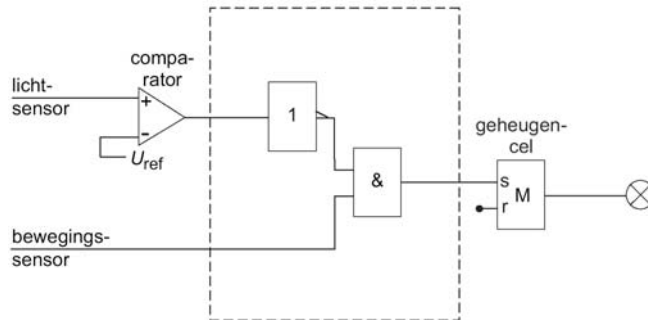 compa-
rator
licht-
sensor
+
-
U ref
1
&
geheugen-
cel
s
M
r
bewegings-
sensor